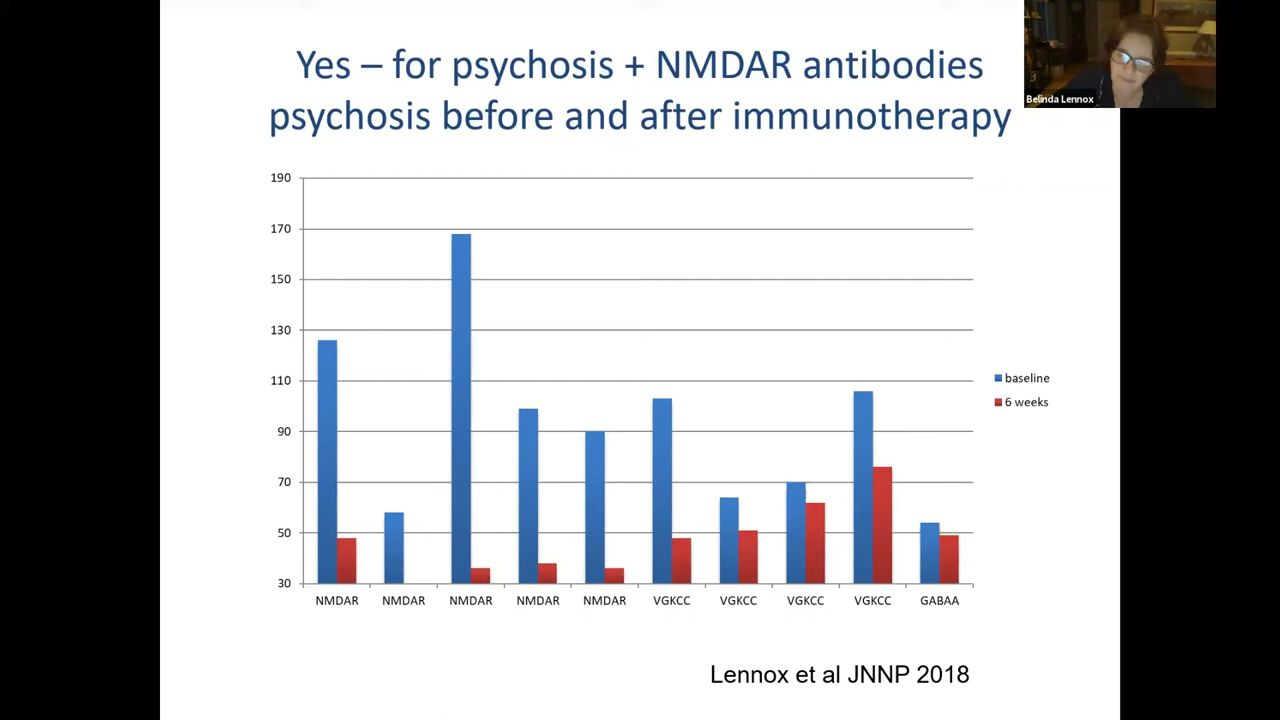 Yes – for psychosis + NMDAR antibodies
psychosis before and after immunotherapy
Belinda Lennox
190
170
150
130
110
90
70
50
30
baseline
6 weeks
NMDAR NMDAR NMDAR NMDAR NMDAR VGKCC VGKCC VGKCC VGKCC GABAA
Lennox et al JNNP 2018